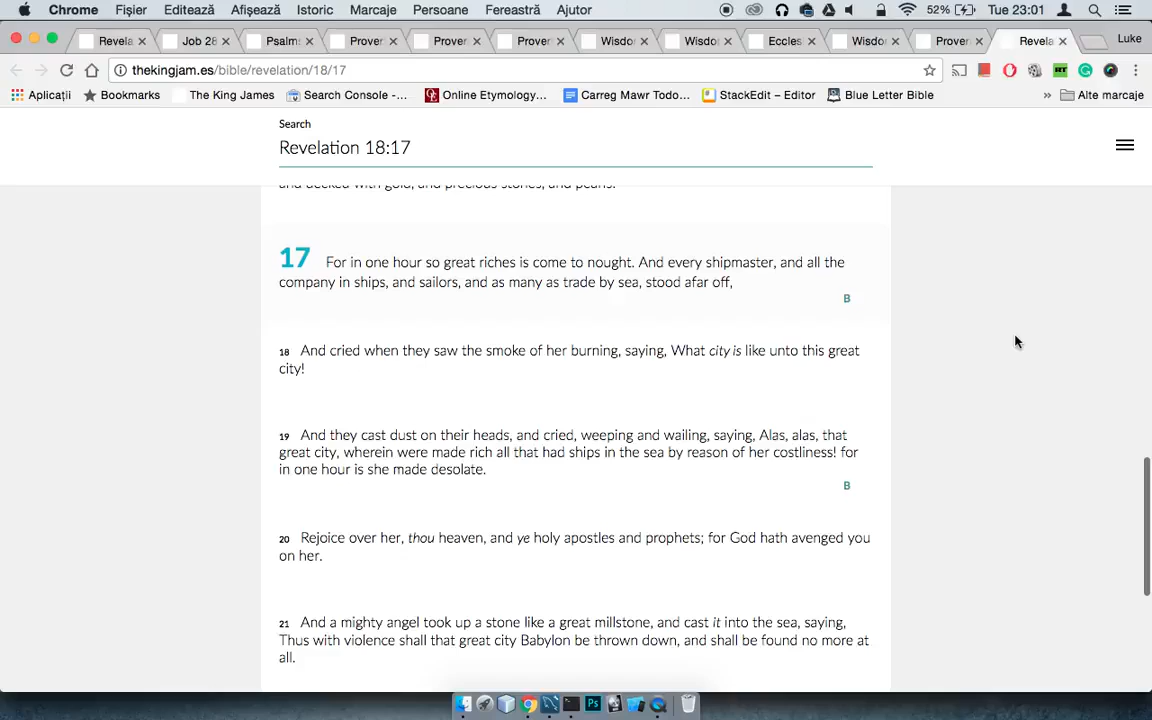 Chrome Fișier Editează Afișează Istoric Marcaje Persoane Fereastră Ajutor 52% Tue 23:01
Revela Job 28 Psalm Prover Prover Prover Wisdo Wisdo Eccles Wisdo Prover Revela Luke
thekingjam.es/bible/revelation/18/17
Aplicații Bookmarks The King James Search Console -... Online Etymology... Carreg Mawr Todo... StackEdit – Editor Blue Letter Bible » Alte marcaje
Search
Revelation 18:17
and decked with gold, and precious stones, and pearls!
17 For in one hour so great riches is come to nought. And every shipmaster, and all the
company in ships, and sailors, and as many as trade by sea, stood afar off,
B
18 And cried when they saw the smoke of her burning, saying, What city is like unto this great
city!
19 And they cast dust on their heads, and cried, weeping and wailing, saying, Alas, alas, that
great city, wherein were made rich all that had ships in the sea by reason of her costliness! for
in one hour is she made desolate.
B
20 Rejoice over her, thou heaven, and ye holy apostles and prophets; for God hath avenged you
on her.
21 And a mighty angel took up a stone like a great millstone, and cast it into the sea, saying,
Thus with violence shall that great city Babylon be thrown down, and shall be found no more at
all.
Ps